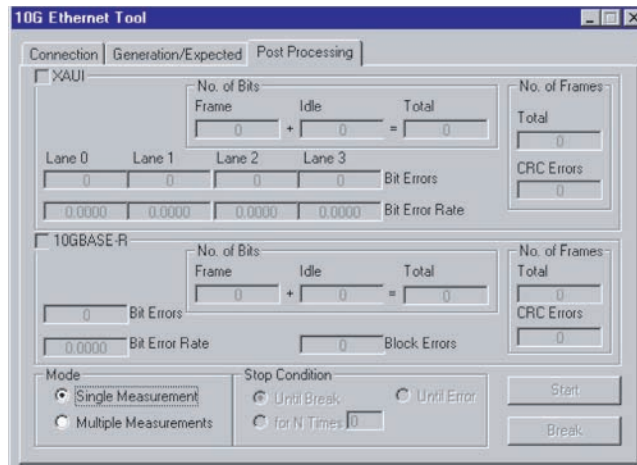 10G Ethernet Tool
Connection Generation/Expected Post Processing
XAUI
No. of Bits No. of Frames
Frame Idle Total Total
0 + 0 = 0 0
Lane 0 Lane 1 Lane 2 Lane 3 CRC Errors
0 0 0 0 Bit Errors 0
0.0000 0.0000 0.0000 0.0000 Bit Error Rate
10GBASE-R
No. of Bits No. of Frames
Frame Idle Total Total
0 + 0 = 0 0
0 Bit Errors CRC Errors
0.0000 Bit Error Rate 0 Block Errors 0
Mode Stop Condition
Single Measurement Until Break Until Error Start
Multiple Measurements for N Times 0 Break